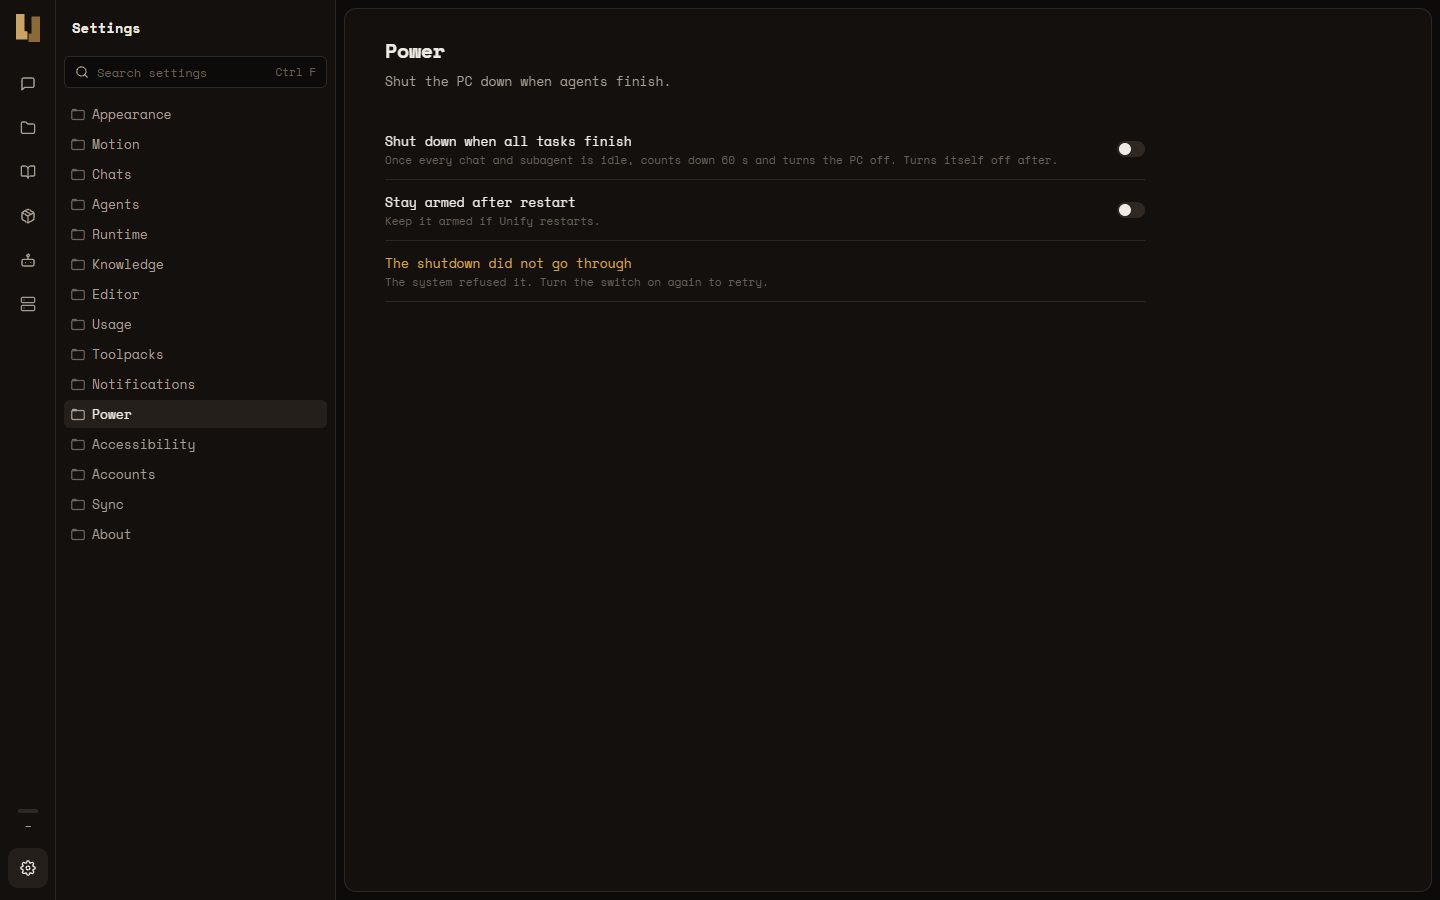 Settings
Search settings
Ctrl F
Appearance
Motion
Chats
Agents
Runtime
Knowledge
Editor
Usage
Toolpacks
Notifications
Power
Accessibility
Accounts
Sync
About
Power
Shut the PC down when agents finish.
Shut down when all tasks finish
Once every chat and subagent is idle, counts down 60 s and turns the PC off. Turns itself off after.
Stay armed after restart
Keep it armed if Unify restarts.
The shutdown did not go through
The system refused it. Turn the switch on again to retry.